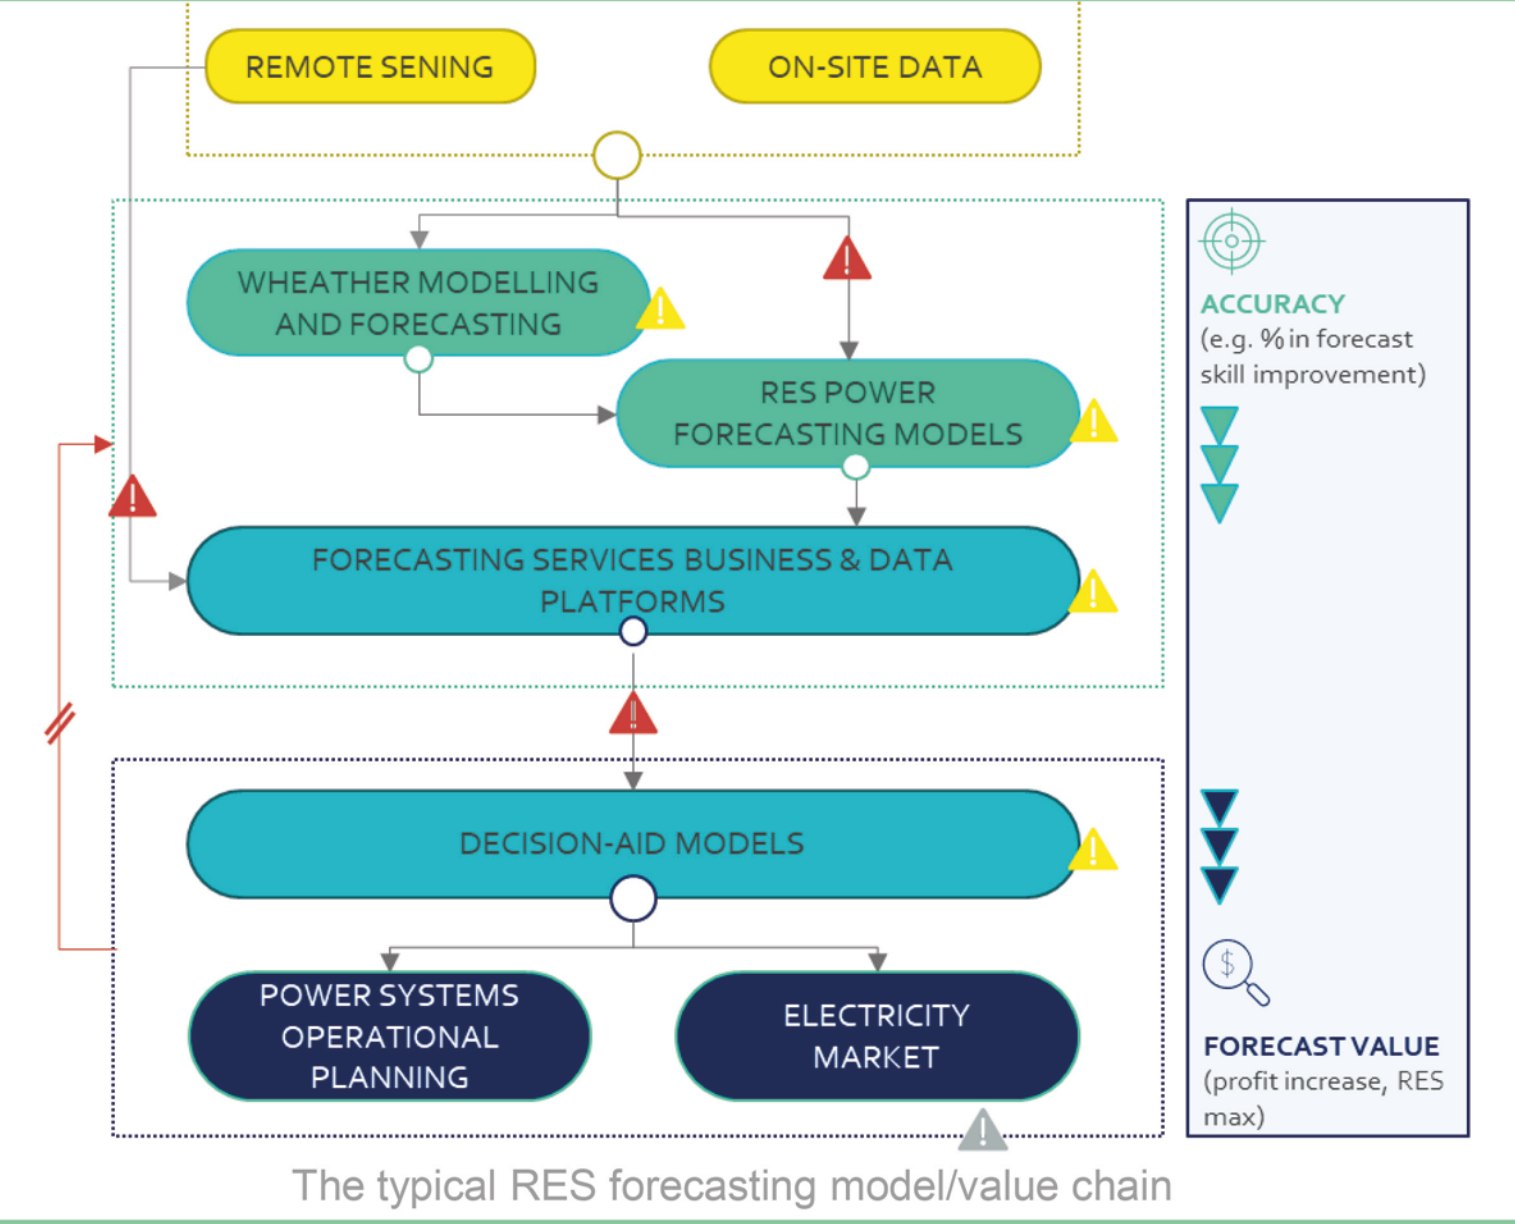 REMOTE SENING
ON-SITE DATA
WHEATHER MODELLING
AND FORECASTING
RES POWER
FORECASTING MODELS
FORECASTING SERVICES BUSINESS & DATA
PLATFORMS
DECISION-AID MODELS
POWER SYSTEMS
OPERATIONAL
PLANNING
ELECTRICITY
MARKET
ACCURACY
(e.g. % in forecast
skill improvement)
$
FORECAST VALUE
(profit increase, RES
max)
The typical RES forecasting model/value chain